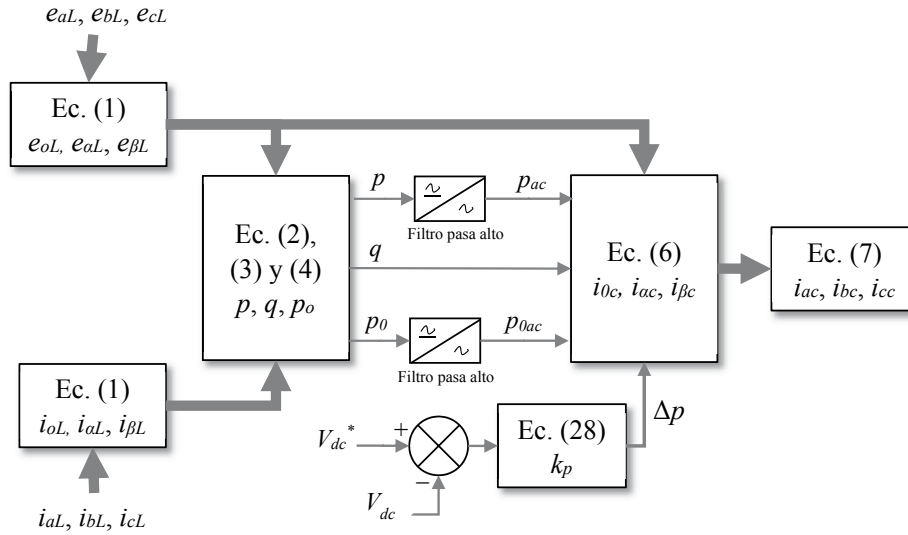 eaL, ebL, ecL
Ec. (1)
eoL, eαL, eβL
Ec. (2),
(3) y (4)
p, q, po
p
Filtro pasa alto
pac
q
p0
Filtro pasa alto
p0ac
Ec. (6)
i0c, iαc, iβc
Ec. (7)
iac, ibc, icc
Ec. (1)
ioL, iαL, iβL
iaL, ibL, icL
Vdc*
+
−
Vdc
Ec. (28)
kp
Δp